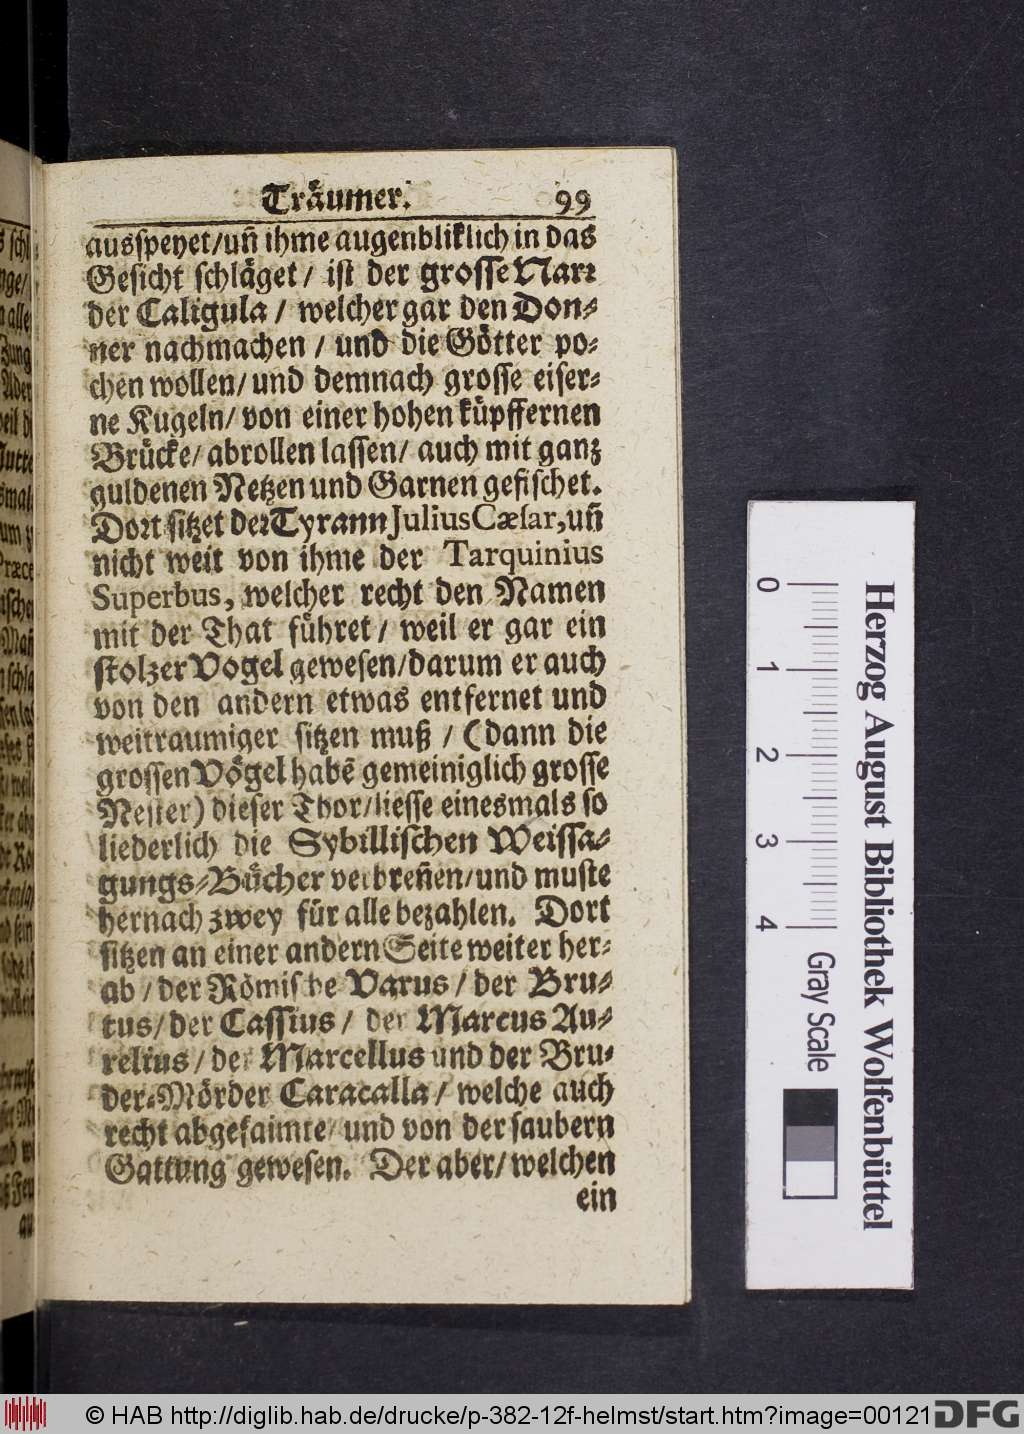 Träumer. 99
ausspeyet/uñ ihme augenbliklich in das
Gesicht schläget / ist der grosse Narr
der Caligula / welcher gar den Don-
ner nachmachen / und die Götter po-
chen wollen/ und demnach grosse eiser-
ne Kugeln/ von einer hohen küpffernen
Brücke/ abrollen lassen/ auch mit ganz
guldenen Netzen und Garnen gefischet.
Dort sitzet der Tyrann Julius Cæsar, uñ
nicht weit von ihme der Tarquinius
Superbus, welcher recht den Namen
mit der That führet / weil er gar ein
stolzer Vogel gewesen/darum er auch
von den andern etwas entfernet und
weitraumiger sitzen muß / (dann die
grossen Vögel habẽ gemeiniglich grosse
Nester) dieser Thor/liesse einesmals so
liederlich die Sybillischen Weissa-
gungs-Bücher verbreñen/und muste
hernach zwey für alle bezahlen. Dort
sitzen an einer andern Seite weiter her-
ab / der Römische Varus / der Bru-
tus/ der Cassius / der Marcus Au-
relius / der Marcellus und der Bru-
der-Mörder Caracalla / welche auch
recht abgefaimte/ und von der saubern
Gattung gewesen. Der aber/ welchen
ein
0 1 2 3 4
Gray Scale
Herzog August Bibliothek Wolfenbüttel
© HAB http://diglib.hab.de/drucke/p-382-12f-helmst/start.htm?image=00121
DFG